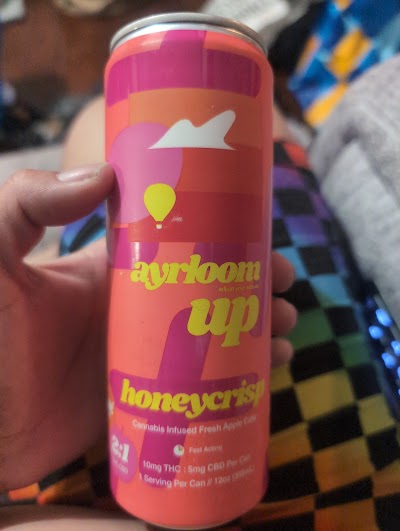 ayrloom
up
honeycrisp
Cannabis Infused Fresh Apple Cider
2:1
Fast Acting
10mg THC : 5mg CBD Per Can
1 Serving Per Can // 12oz (355mL)